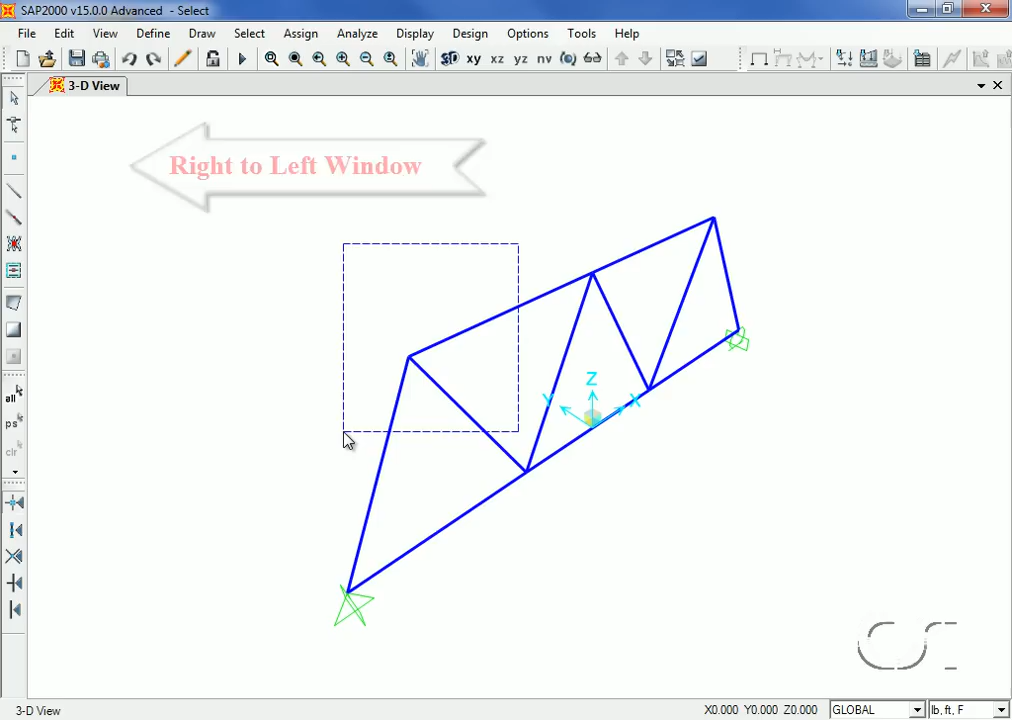 SAP2000 v15.0.0 Advanced - Select
File Edit View Define Draw Select Assign Analyze Display Design Options Tools Help
3D xy xz yz nv
3-D View
Right to Left Window
Z
Y X
all
ps
clr
CSI
3-D View X0.000 Y0.000 Z0.000 GLOBAL lb, ft, F